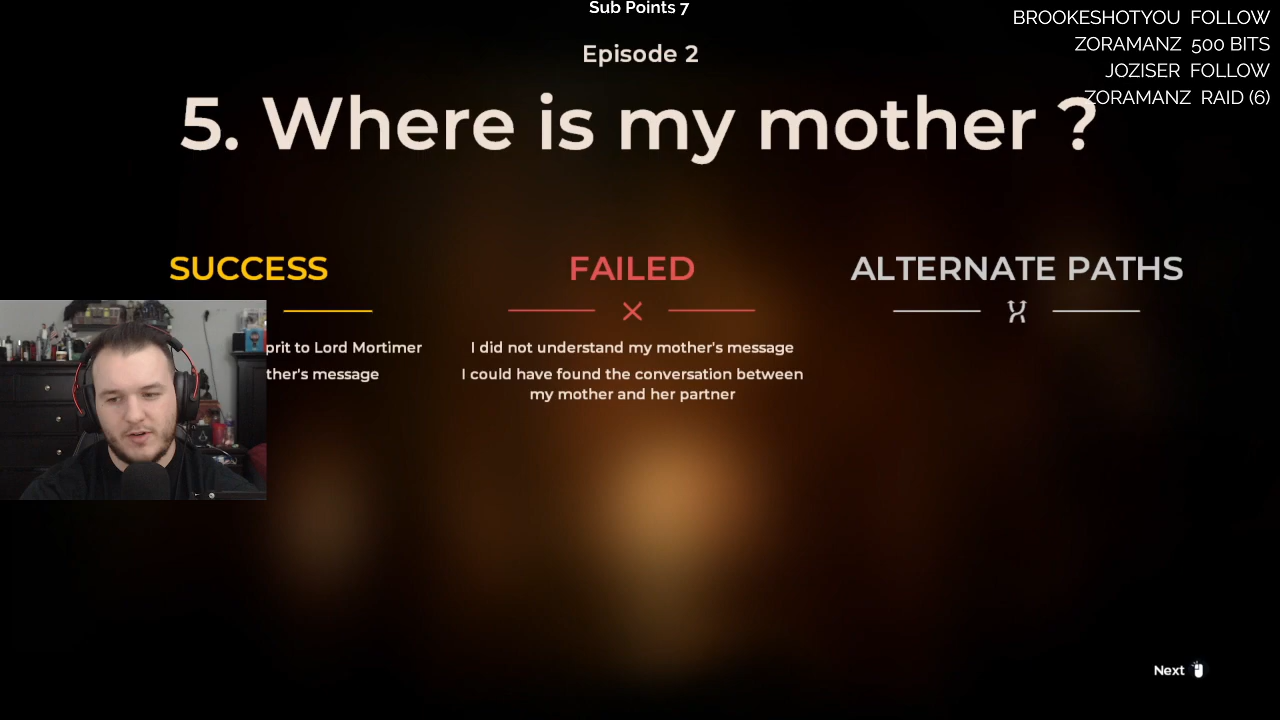 Sub Points 7
BROOKESHOTYOU FOLLOW
ZORAMANZ 500 BITS
JOZISER FOLLOW
ZORAMANZ RAID (6)
Episode 2
5. Where is my mother ?
SUCCESS
prit to Lord Mortimer
ther's message
FAILED
I did not understand my mother's message
I could have found the conversation between
my mother and her partner
ALTERNATE PATHS
Next